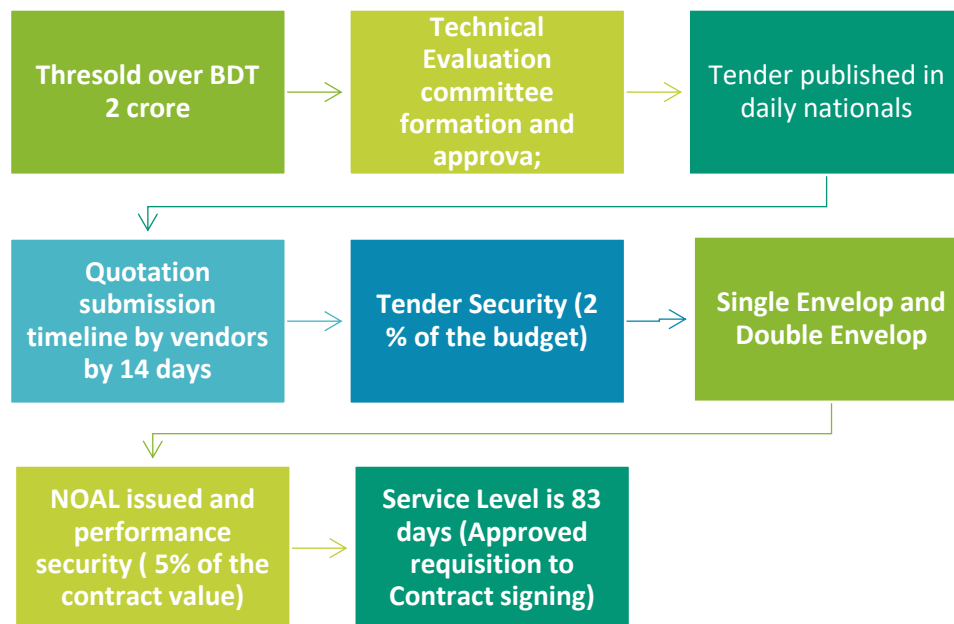 Thresold over BDT
2 crore
Technical
Evaluation
committee
formation and
approva;
Tender published in
daily nationals
Quotation
submission
timeline by vendors
by 14 days
Tender Security (2
% of the budget)
Single Envelop and
Double Envelop
NOAL issued and
performance
security ( 5% of the
contract value)
Service Level is 83
days (Approved
requisition to
Contract signing)